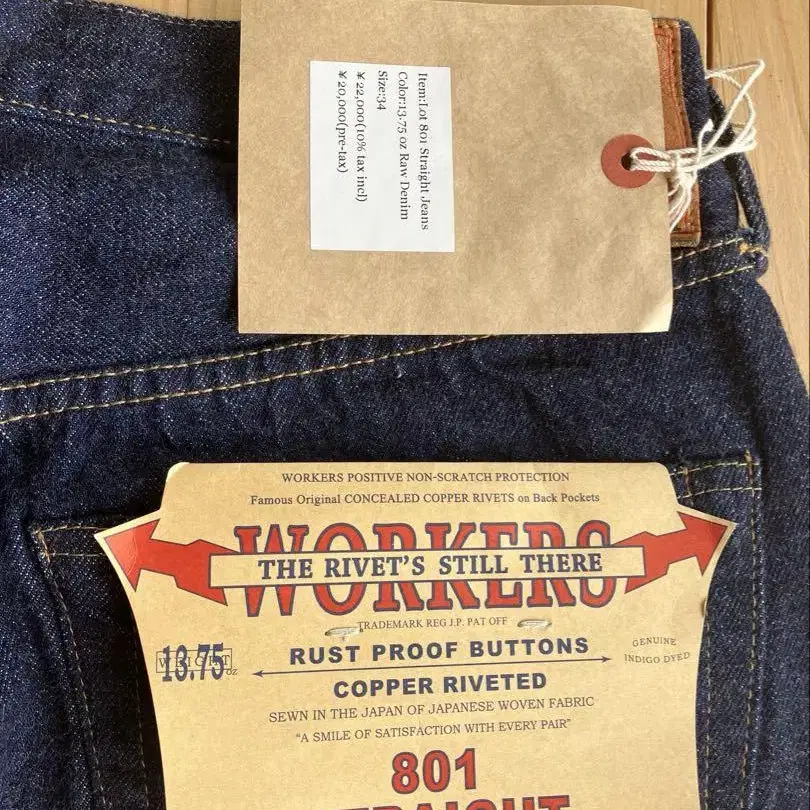 Item:Lot 801 Straight Jeans
Color:13.75 oz Raw Denim
Size:34
¥ 22,000(10% tax incl)
¥ 20,000(pre-tax)
WORKERS POSITIVE NON-SCRATCH PROTECTION
Famous Original CONCEALED COPPER RIVETS on Back Pockets
WORKERS
THE RIVET'S STILL THERE
TRADEMARK REG J.P. PAT OFF
WEIGHT
13.75 oz
RUST PROOF BUTTONS
GENUINE
INDIGO DYED
COPPER RIVETED
SEWN IN THE JAPAN OF JAPANESE WOVEN FABRIC
"A SMILE OF SATISFACTION WITH EVERY PAIR"
801
STRAIGHT